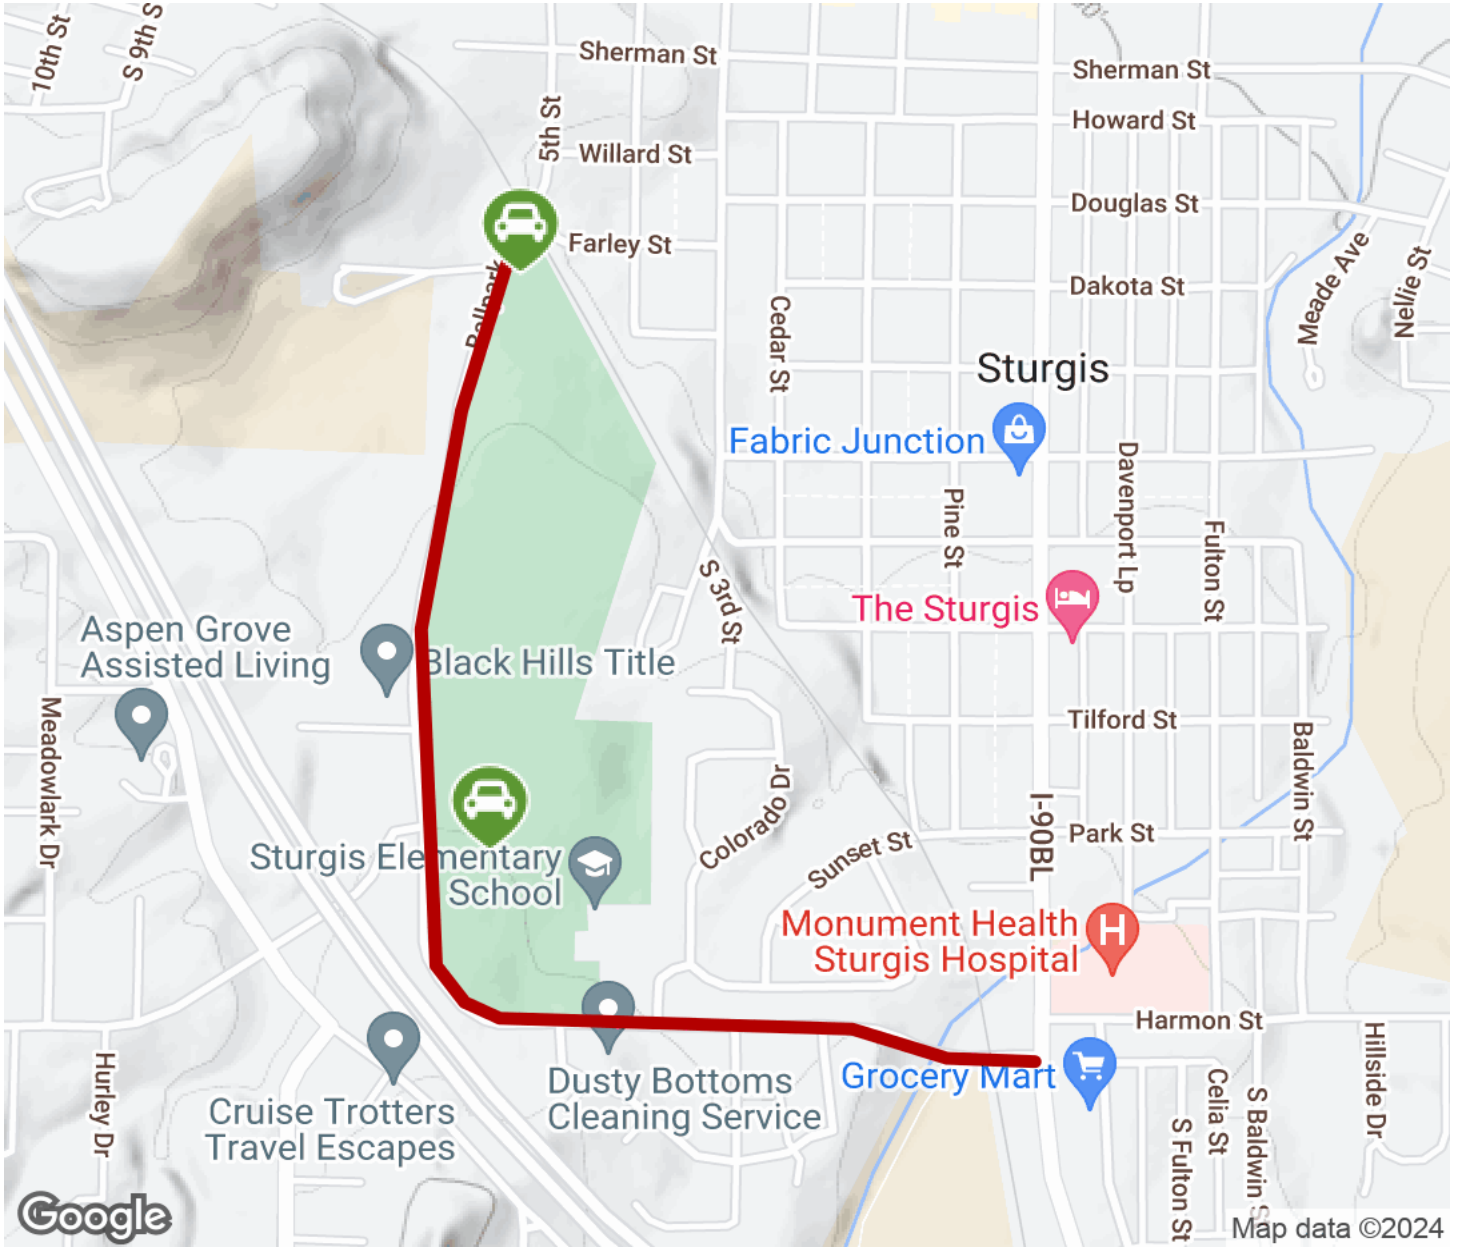 10th St
S 9th S
Sherman St
Sherman St
5th St
Howard St
Willard St
Douglas St
Farley St
Meade Ave
Nellie St
Dakota St
Cedar St
Sturgis
Fabric Junction
Davenport Lp
Pine St
Fulton St
S 3rd St
The Sturgis
Aspen Grove
Assisted Living
Black Hills Title
Meadowlark Dr
Tilford St
Baldwin St
Colorado Dr
I-90BL
Park St
Sunset St
Sturgis Elementary
School
Monument Health
Sturgis Hospital
Harmon St
Hillside Dr
Hurley Dr
Grocery Mart
Dusty Bottoms
Cleaning Service
Celia St
S Baldwin S
S Fulton St
Cruise Trotters
Travel Escapes
Google
Map data ©2024